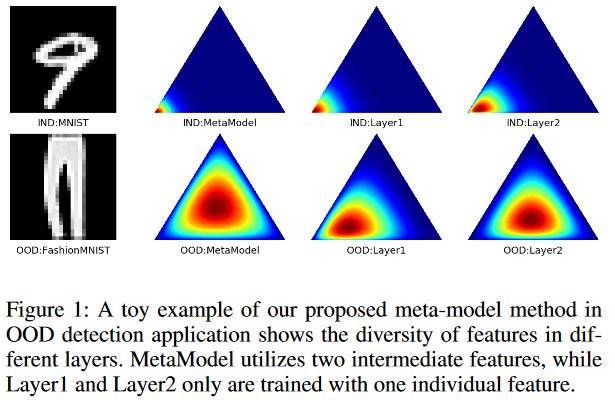 IND:MNIST IND:MetaModel IND:Layer1 IND:Layer2
OOD:FashionMNIST OOD:MetaModel OOD:Layer1 OOD:Layer2
Figure 1: A toy example of our proposed meta-model method in
OOD detection application shows the diversity of features in dif-
ferent layers. MetaModel utilizes two intermediate features, while
Layer1 and Layer2 only are trained with one individual feature.